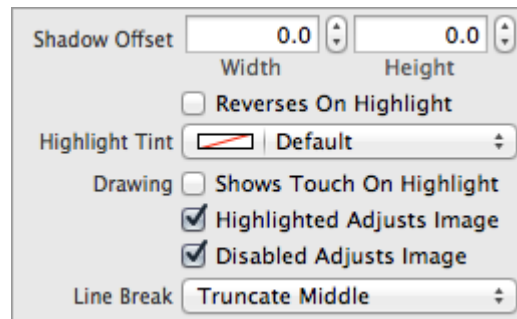 Shadow Offset 0.0 0.0
Width Height
Reverses On Highlight
Highlight Tint Default
Drawing Shows Touch On Highlight
Highlighted Adjusts Image
Disabled Adjusts Image
Line Break Truncate Middle